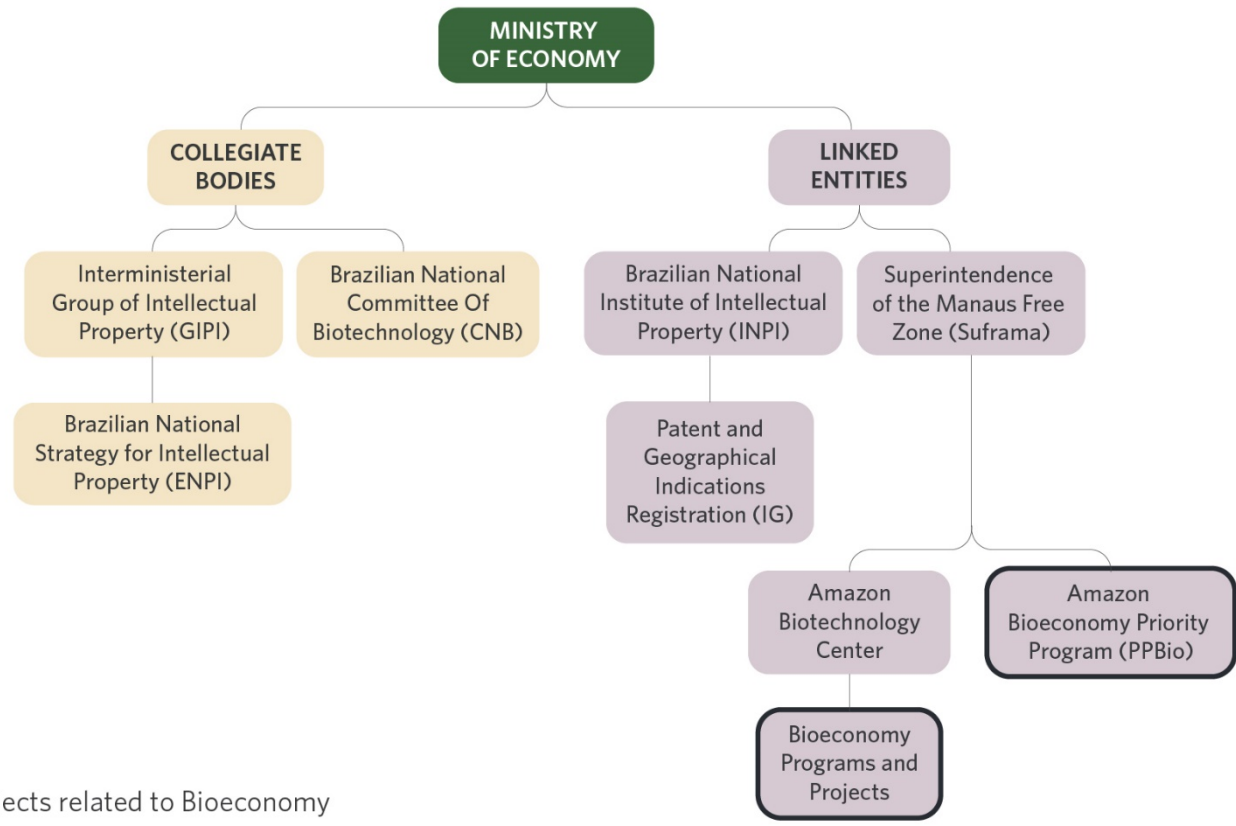 MINISTRY
OF ECONOMY
COLLEGIATE
BODIES
LINKED
ENTITIES
Interministerial
Group of Intellectual
Property (GIPI)
Brazilian National
Committee Of
Biotechnology (CNB)
Brazilian National
Institute of Intellectual
Property (INPI)
Superintendence
of the Manaus Free
Zone (Suframa)
Brazilian National
Strategy for Intellectual
Property (ENPI)
Patent and
Geographical
Indications
Registration (IG)
Amazon
Biotechnology
Center
Amazon
Bioeconomy Priority
Program (PPBio)
Bioeconomy
Programs and
Projects
ects related to Bioeconomy